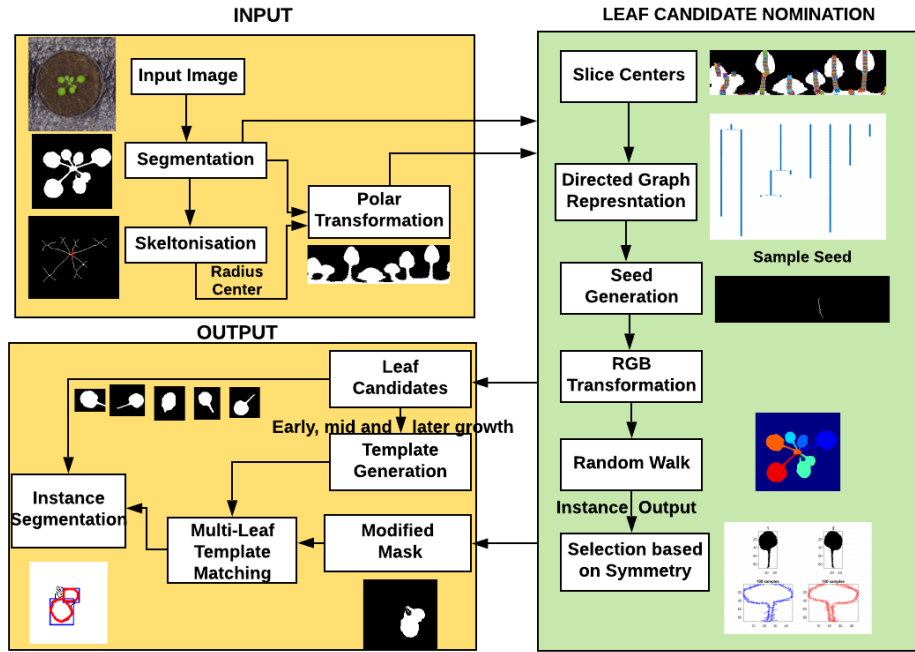 INPUT
Input Image
Segmentation
Skeltonisation
Polar
Transformation
Radius
Center
LEAF CANDIDATE NOMINATION
Slice Centers
Directed Graph
Represntation
Sample Seed
Seed
Generation
RGB
Transformation
Random Walk
Instance Output
Selection based
on Symmetry
OUTPUT
Leaf
Candidates
Early, mid and later growth
Template
Generation
Instance
Segmentation
Multi-Leaf
Template
Matching
Modified
Mask